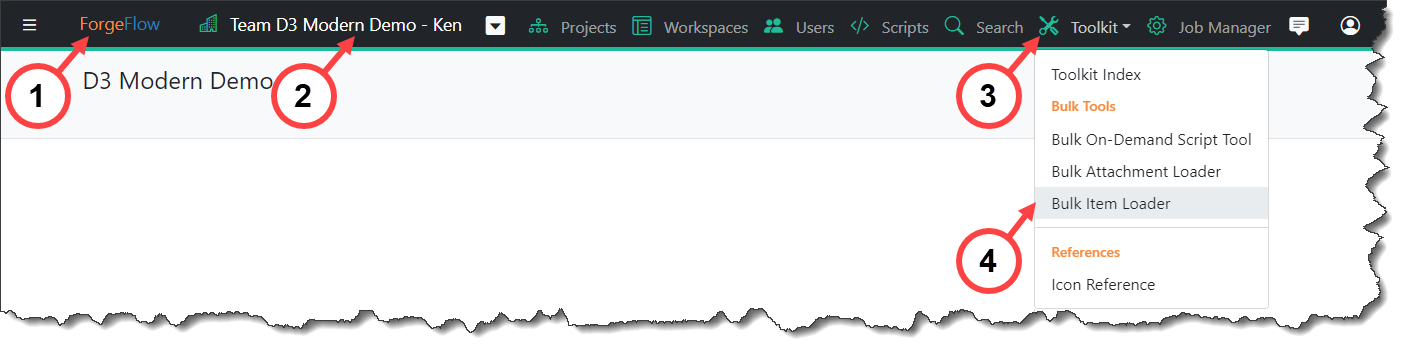 ForgeFlow Team D3 Modern Demo - Ken Projects Workspaces Users Scripts Search Toolkit Job Manager
1 D3 Modern Demo 2 3
Toolkit Index
Bulk Tools
Bulk On-Demand Script Tool
Bulk Attachment Loader
Bulk Item Loader
4
References
Icon Reference